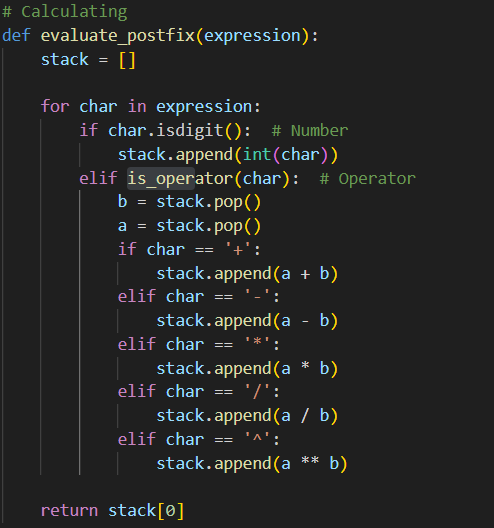 # Calculating
def evaluate_postfix(expression):
    stack = []

    for char in expression:
        if char.isdigit():  # Number
            stack.append(int(char))
        elif is_operator(char):  # Operator
            b = stack.pop()
            a = stack.pop()
            if char == '+':
                stack.append(a + b)
            elif char == '-':
                stack.append(a - b)
            elif char == '*':
                stack.append(a * b)
            elif char == '/':
                stack.append(a / b)
            elif char == '^':
                stack.append(a ** b)

    return stack[0]